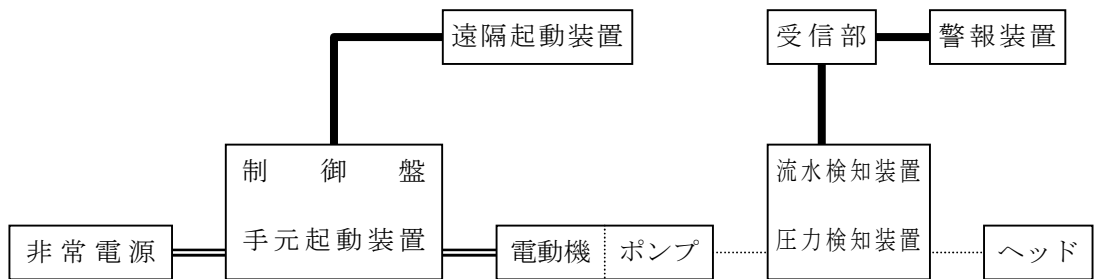 遠隔起動装置
受信部
警報装置
制御盤
手元起動装置
流水検知装置
圧力検知装置
非常電源
電動機
ポンプ
ヘッド